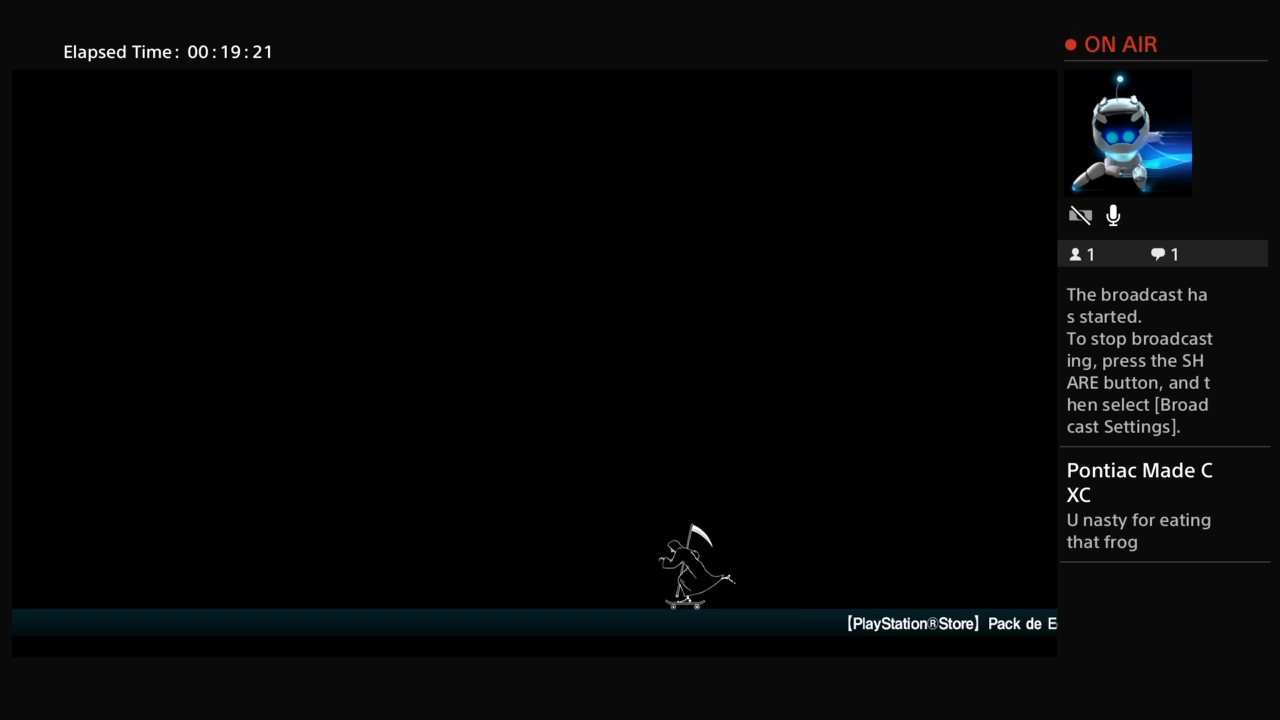 Elapsed Time: 00:19:21
ON AIR
1 1
The broadcast ha
s started.
To stop broadcast
ing, press the SH
ARE button, and t
hen select [Broad
cast Settings].
Pontiac Made C
XC
U nasty for eating
that frog
【PlayStation®Store】 Pack de